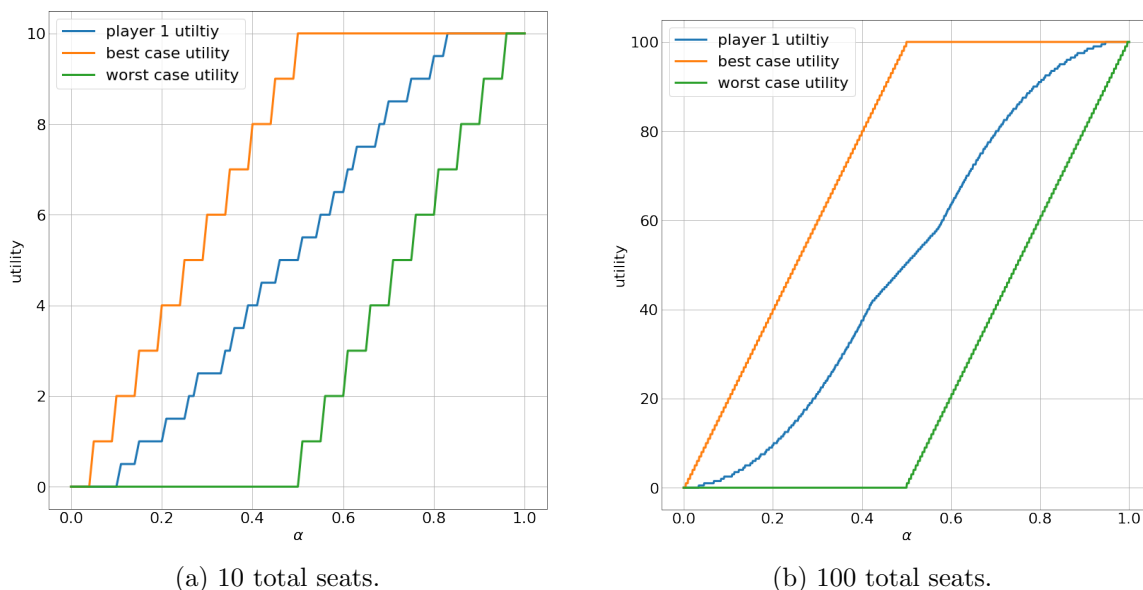 player 1 utiltiy
best case utility
worst case utility
10
8
6
4
2
0
utility
0.0 0.2 0.4 0.6 0.8 1.0
α
(a) 10 total seats.
player 1 utiltiy
best case utility
worst case utility
100
80
60
40
20
0
utility
0.0 0.2 0.4 0.6 0.8 1.0
α
(b) 100 total seats.